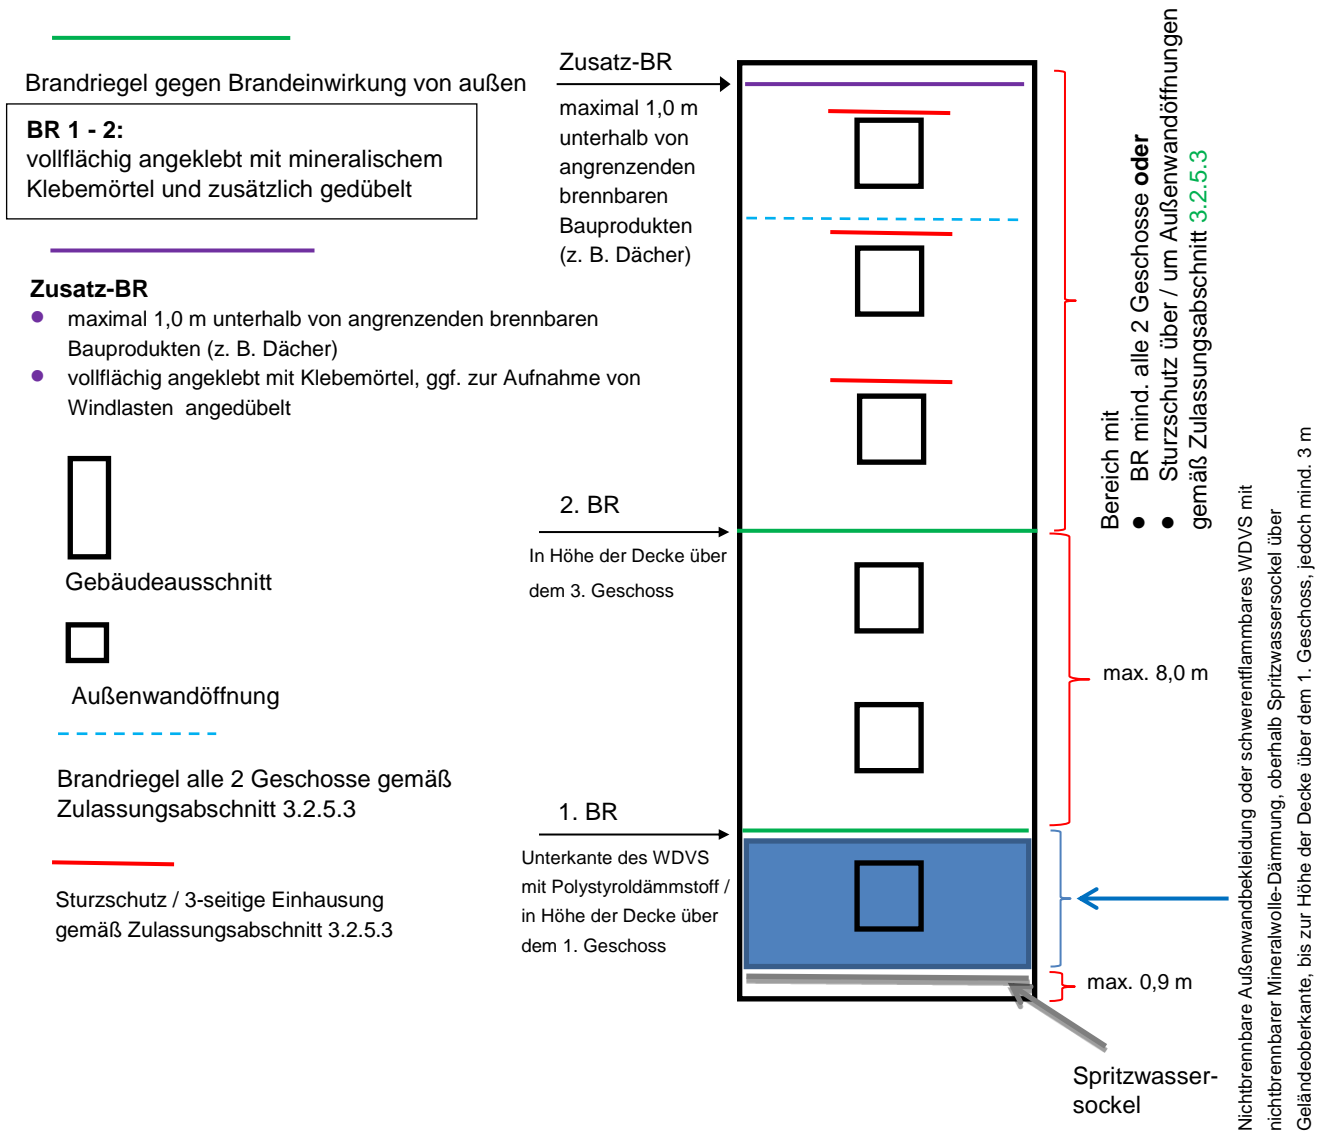 Brandriegel gegen Brandeinwirkung von außen
BR 1 - 2:
vollflächig angeklebt mit mineralischem
Klebemörtel und zusätzlich gedübelt
Zusatz-BR
● maximal 1,0 m unterhalb von angrenzenden brennbaren
Bauprodukten (z. B. Dächer)
● vollflächig angeklebt mit Klebemörtel, ggf. zur Aufnahme von
Windlasten angedübelt
Gebäudeausschnitt
Außenwandöffnung
Brandriegel alle 2 Geschosse gemäß
Zulassungsabschnitt 3.2.5.3
Sturzschutz / 3-seitige Einhausung
gemäß Zulassungsabschnitt 3.2.5.3
Zusatz-BR
maximal 1,0 m
unterhalb von
angrenzenden
brennbaren
Bauprodukten
(z. B. Dächer)
2. BR
In Höhe der Decke über
dem 3. Geschoss
1. BR
Unterkante des WDVS
mit Polystyroldämmstoff /
in Höhe der Decke über
dem 1. Geschoss
Bereich mit
● BR mind. alle 2 Geschosse oder
● Sturzschutz über / um Außenwandöffnungen
gemäß Zulassungsabschnitt 3.2.5.3
max. 8,0 m
max. 0,9 m
Spritzwasser-
sockel
Nichtbrennbare Außenwandbekleidung oder schwerentflammbares WDVS mit
nichtbrennbarer Mineralwolle-Dämmung, oberhalb Spritzwassersockel über
Geländeoberkante, bis zur Höhe der Decke über dem 1. Geschoss, jedoch mind. 3 m